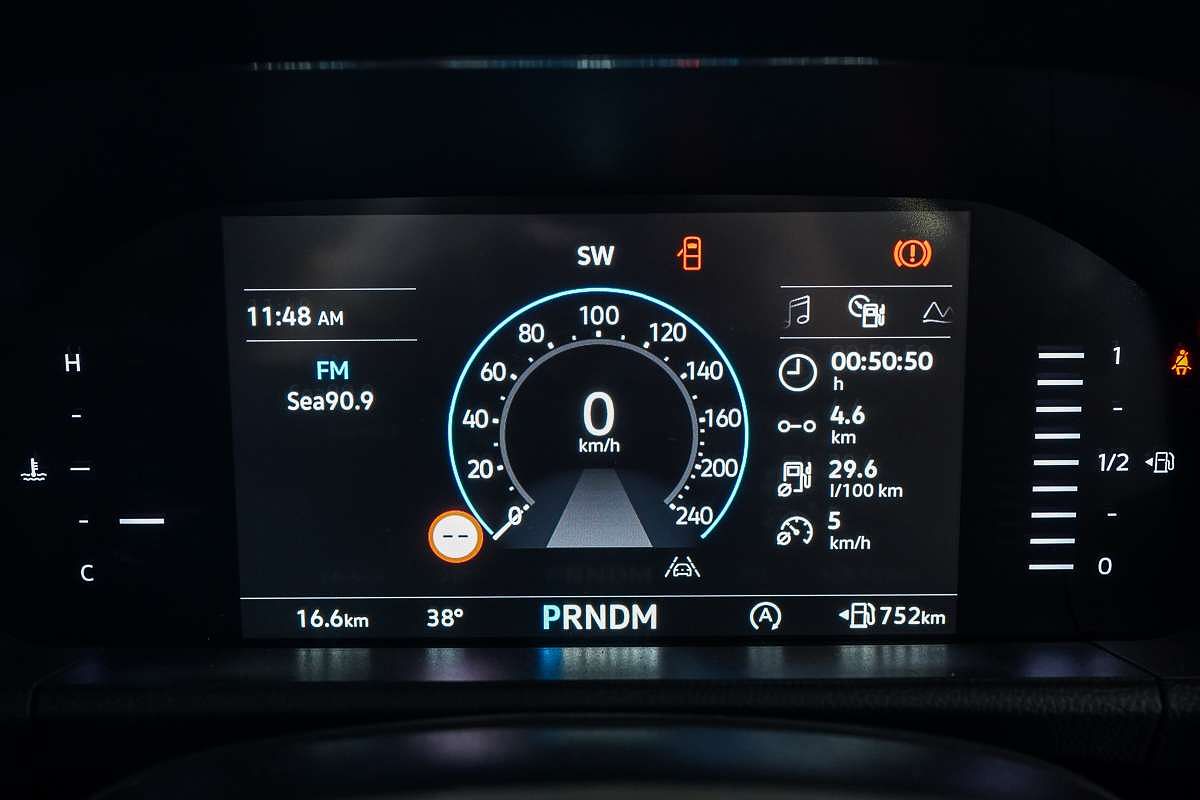 SW
11:48 AM
FM
Sea90.9
H
-
-
C
0
20
40
60
80
100
120
140
160
200
240
0
km/h
--
00:50:50
h
4.6
km
29.6
l/100 km
5
km/h
1
-
1/2
-
0
16.6km
38°
PRNDM
A
752km